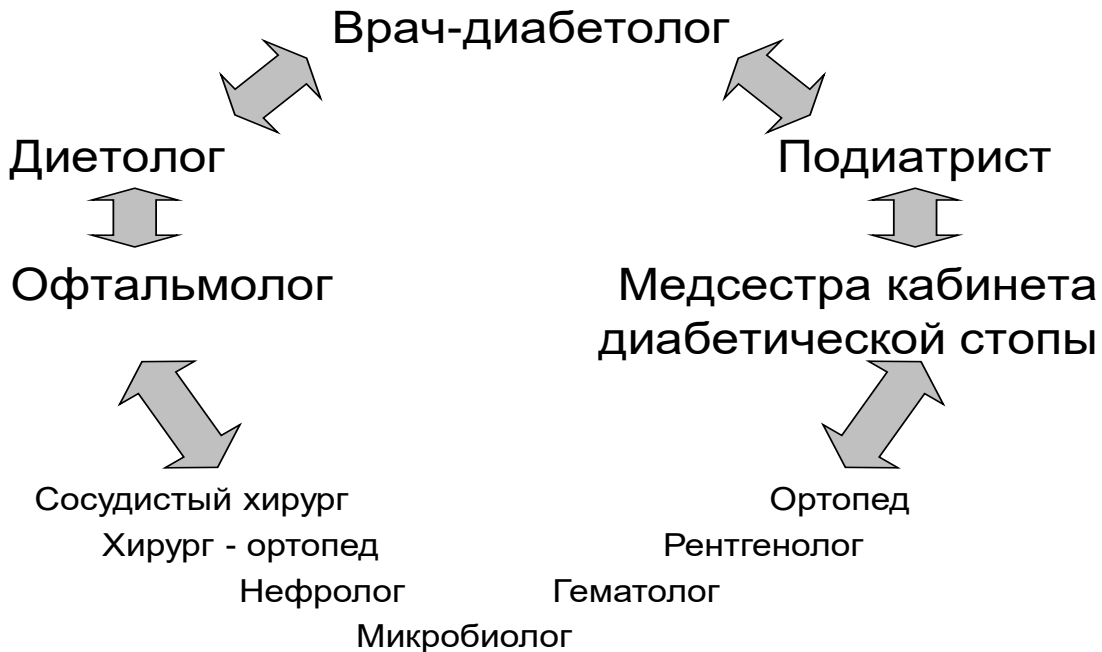 Врач-диабетолог
Диетолог
Подиатрист
Офтальмолог
Медсестра кабинета
диабетической стопы
Сосудистый хирург
Ортопед
Хирург - ортопед
Рентгенолог
Нефролог
Гематолог
Микробиолог